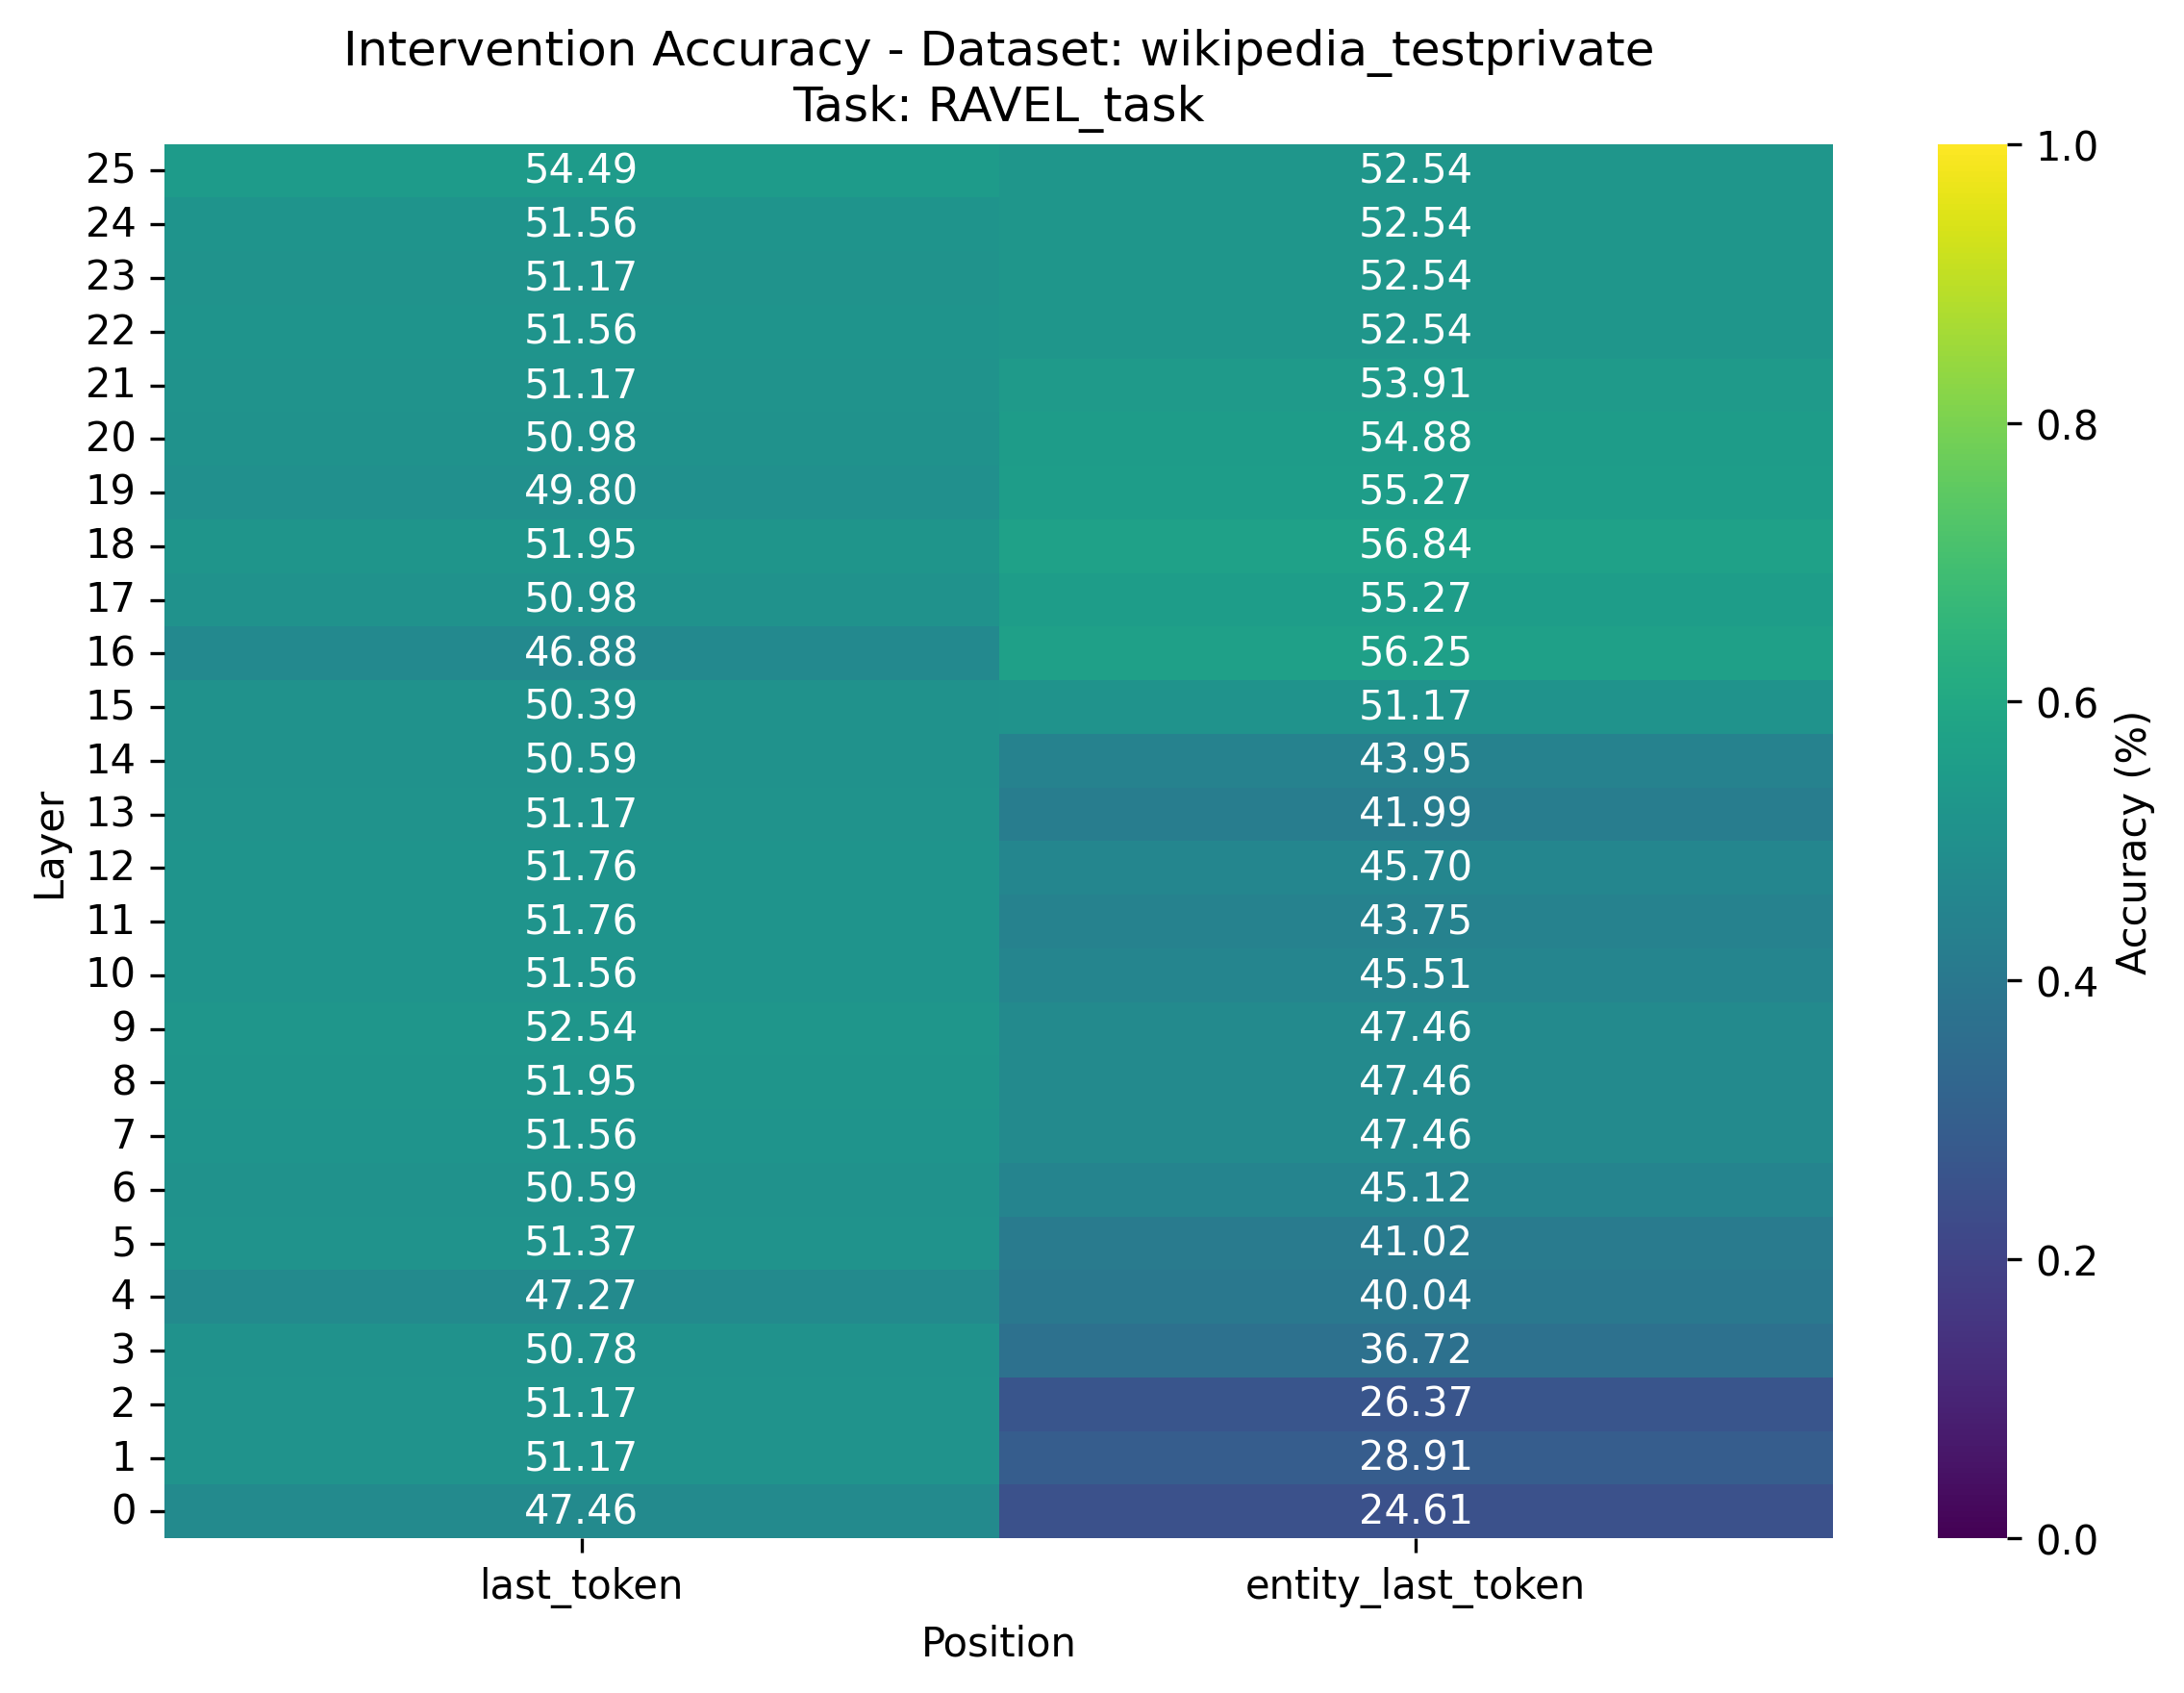 Intervention Accuracy - Dataset: wikipedia_testprivate
Task: RAVEL_task
25 54.49 52.54
24 51.56 52.54
23 51.17 52.54
22 51.56 52.54
21 51.17 53.91
20 50.98 54.88
19 49.80 55.27
18 51.95 56.84
17 50.98 55.27
16 46.88 56.25
15 50.39 51.17
14 50.59 43.95
13 51.17 41.99
12 51.76 45.70
11 51.76 43.75
10 51.56 45.51
9 52.54 47.46
8 51.95 47.46
7 51.56 47.46
6 50.59 45.12
5 51.37 41.02
4 47.27 40.04
3 50.78 36.72
2 51.17 26.37
1 51.17 28.91
0 47.46 24.61
last_token entity_last_token
Position
Layer
1.0
0.8
0.6
0.4
0.2
0.0
Accuracy (%)